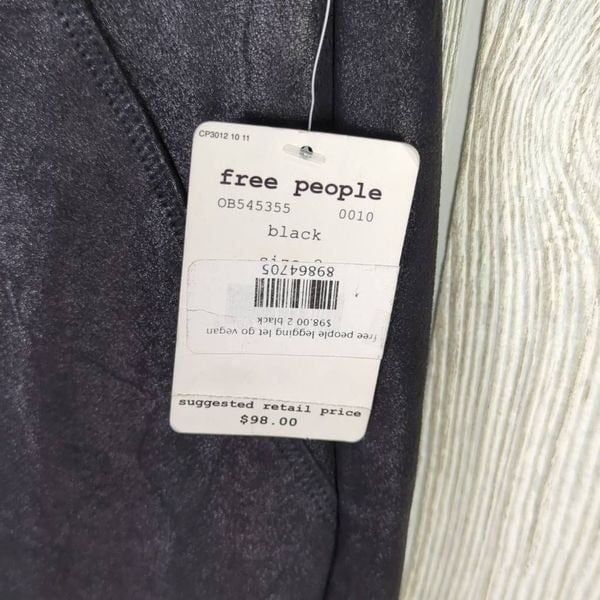 CP3012 10 11
free people
OB545355 0010
black
size
89864705
$98.00 2 black
free people legging let go vegan
suggested retail price
$98.00